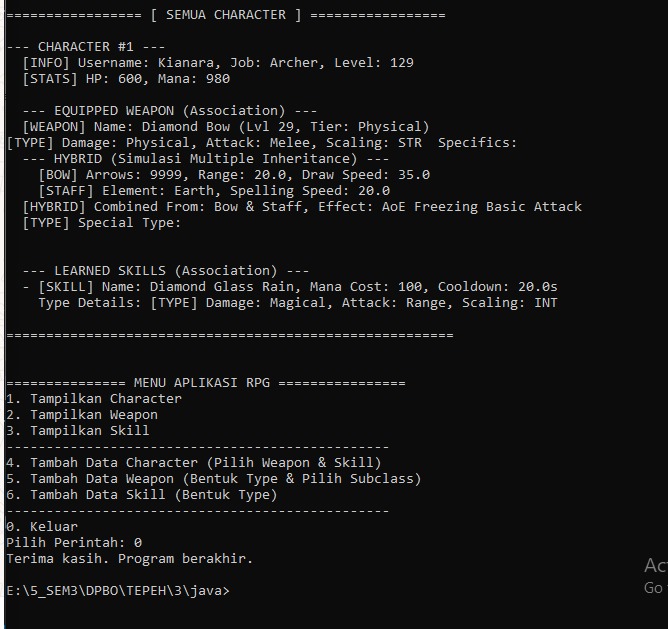 ================= [ SEMUA CHARACTER ] =================
--- CHARACTER #1 ---
[INFO] Username: Kianara, Job: Archer, Level: 129
[STATS] HP: 600, Mana: 980
--- EQUIPPED WEAPON (Association) ---
[WEAPON] Name: Diamond Bow (Lvl 29, Tier: Physical)
[TYPE] Damage: Physical, Attack: Melee, Scaling: STR  Specifics:
--- HYBRID (Simulasi Multiple Inheritance) ---
[BOW] Arrows: 9999, Range: 20.0, Draw Speed: 35.0
[STAFF] Element: Earth, Spelling Speed: 20.0
[HYBRID] Combined From: Bow & Staff, Effect: AoE Freezing Basic Attack
[TYPE] Special Type:
--- LEARNED SKILLS (Association) ---
- [SKILL] Name: Diamond Glass Rain, Mana Cost: 100, Cooldown: 20.0s
Type Details: [TYPE] Damage: Magical, Attack: Range, Scaling: INT
========================================================
=============== MENU APLIKASI RPG ================
1. Tampilkan Character
2. Tampilkan Weapon
3. Tampilkan Skill
------------------------------------------------
4. Tambah Data Character (Pilih Weapon & Skill)
5. Tambah Data Weapon (Bentuk Type & Pilih Subclass)
6. Tambah Data Skill (Bentuk Type)
------------------------------------------------
0. Keluar
Pilih Perintah: 0
Terima kasih. Program berakhir.
E:\5_SEM3\DPBO\TEPEH\3\java>
Go